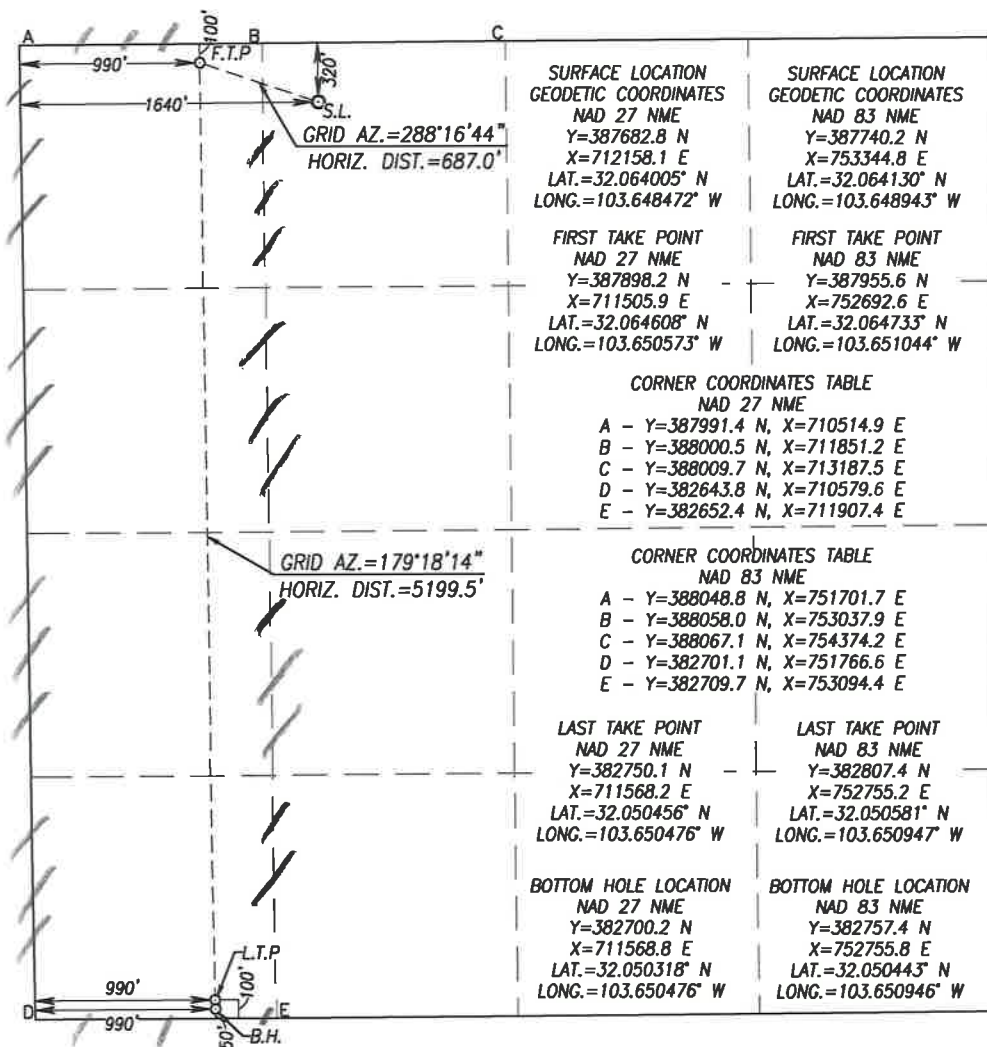 A
B
C
100'
F.T.P
990'
320'
1640'
S.L.
GRID AZ.=288°16'44"
HORIZ. DIST.=687.0'
SURFACE LOCATION
GEODETIC COORDINATES
NAD 27 NME
Y=387682.8 N
X=712158.1 E
LAT.=32.064005° N
LONG.=103.648472° W
SURFACE LOCATION
GEODETIC COORDINATES
NAD 83 NME
Y=387740.2 N
X=753344.8 E
LAT.=32.064130° N
LONG.=103.648943° W
FIRST TAKE POINT
NAD 27 NME
Y=387898.2 N
X=711505.9 E
LAT.=32.064608° N
LONG.=103.650573° W
FIRST TAKE POINT
NAD 83 NME
Y=387955.6 N
X=752692.6 E
LAT.=32.064733° N
LONG.=103.651044° W
CORNER COORDINATES TABLE
NAD 27 NME
A - Y=387991.4 N, X=710514.9 E
B - Y=388000.5 N, X=711851.2 E
C - Y=388009.7 N, X=713187.5 E
D - Y=382643.8 N, X=710579.6 E
E - Y=382652.4 N, X=711907.4 E
GRID AZ.=179°18'14"
HORIZ. DIST.=5199.5'
CORNER COORDINATES TABLE
NAD 83 NME
A - Y=388048.8 N, X=751701.7 E
B - Y=388058.0 N, X=753037.9 E
C - Y=388067.1 N, X=754374.2 E
D - Y=382701.1 N, X=751766.6 E
E - Y=382709.7 N, X=753094.4 E
LAST TAKE POINT
NAD 27 NME
Y=382750.1 N
X=711568.2 E
LAT.=32.050456° N
LONG.=103.650476° W
LAST TAKE POINT
NAD 83 NME
Y=382807.4 N
X=752755.2 E
LAT.=32.050581° N
LONG.=103.650947° W
BOTTOM HOLE LOCATION
NAD 27 NME
Y=382700.2 N
X=711568.8 E
LAT.=32.050318° N
LONG.=103.650476° W
BOTTOM HOLE LOCATION
NAD 83 NME
Y=382757.4 N
X=752755.8 E
LAT.=32.050443° N
LONG.=103.650946° W
L.T.P
990'
100'
D
990'
E
B.H.
50'